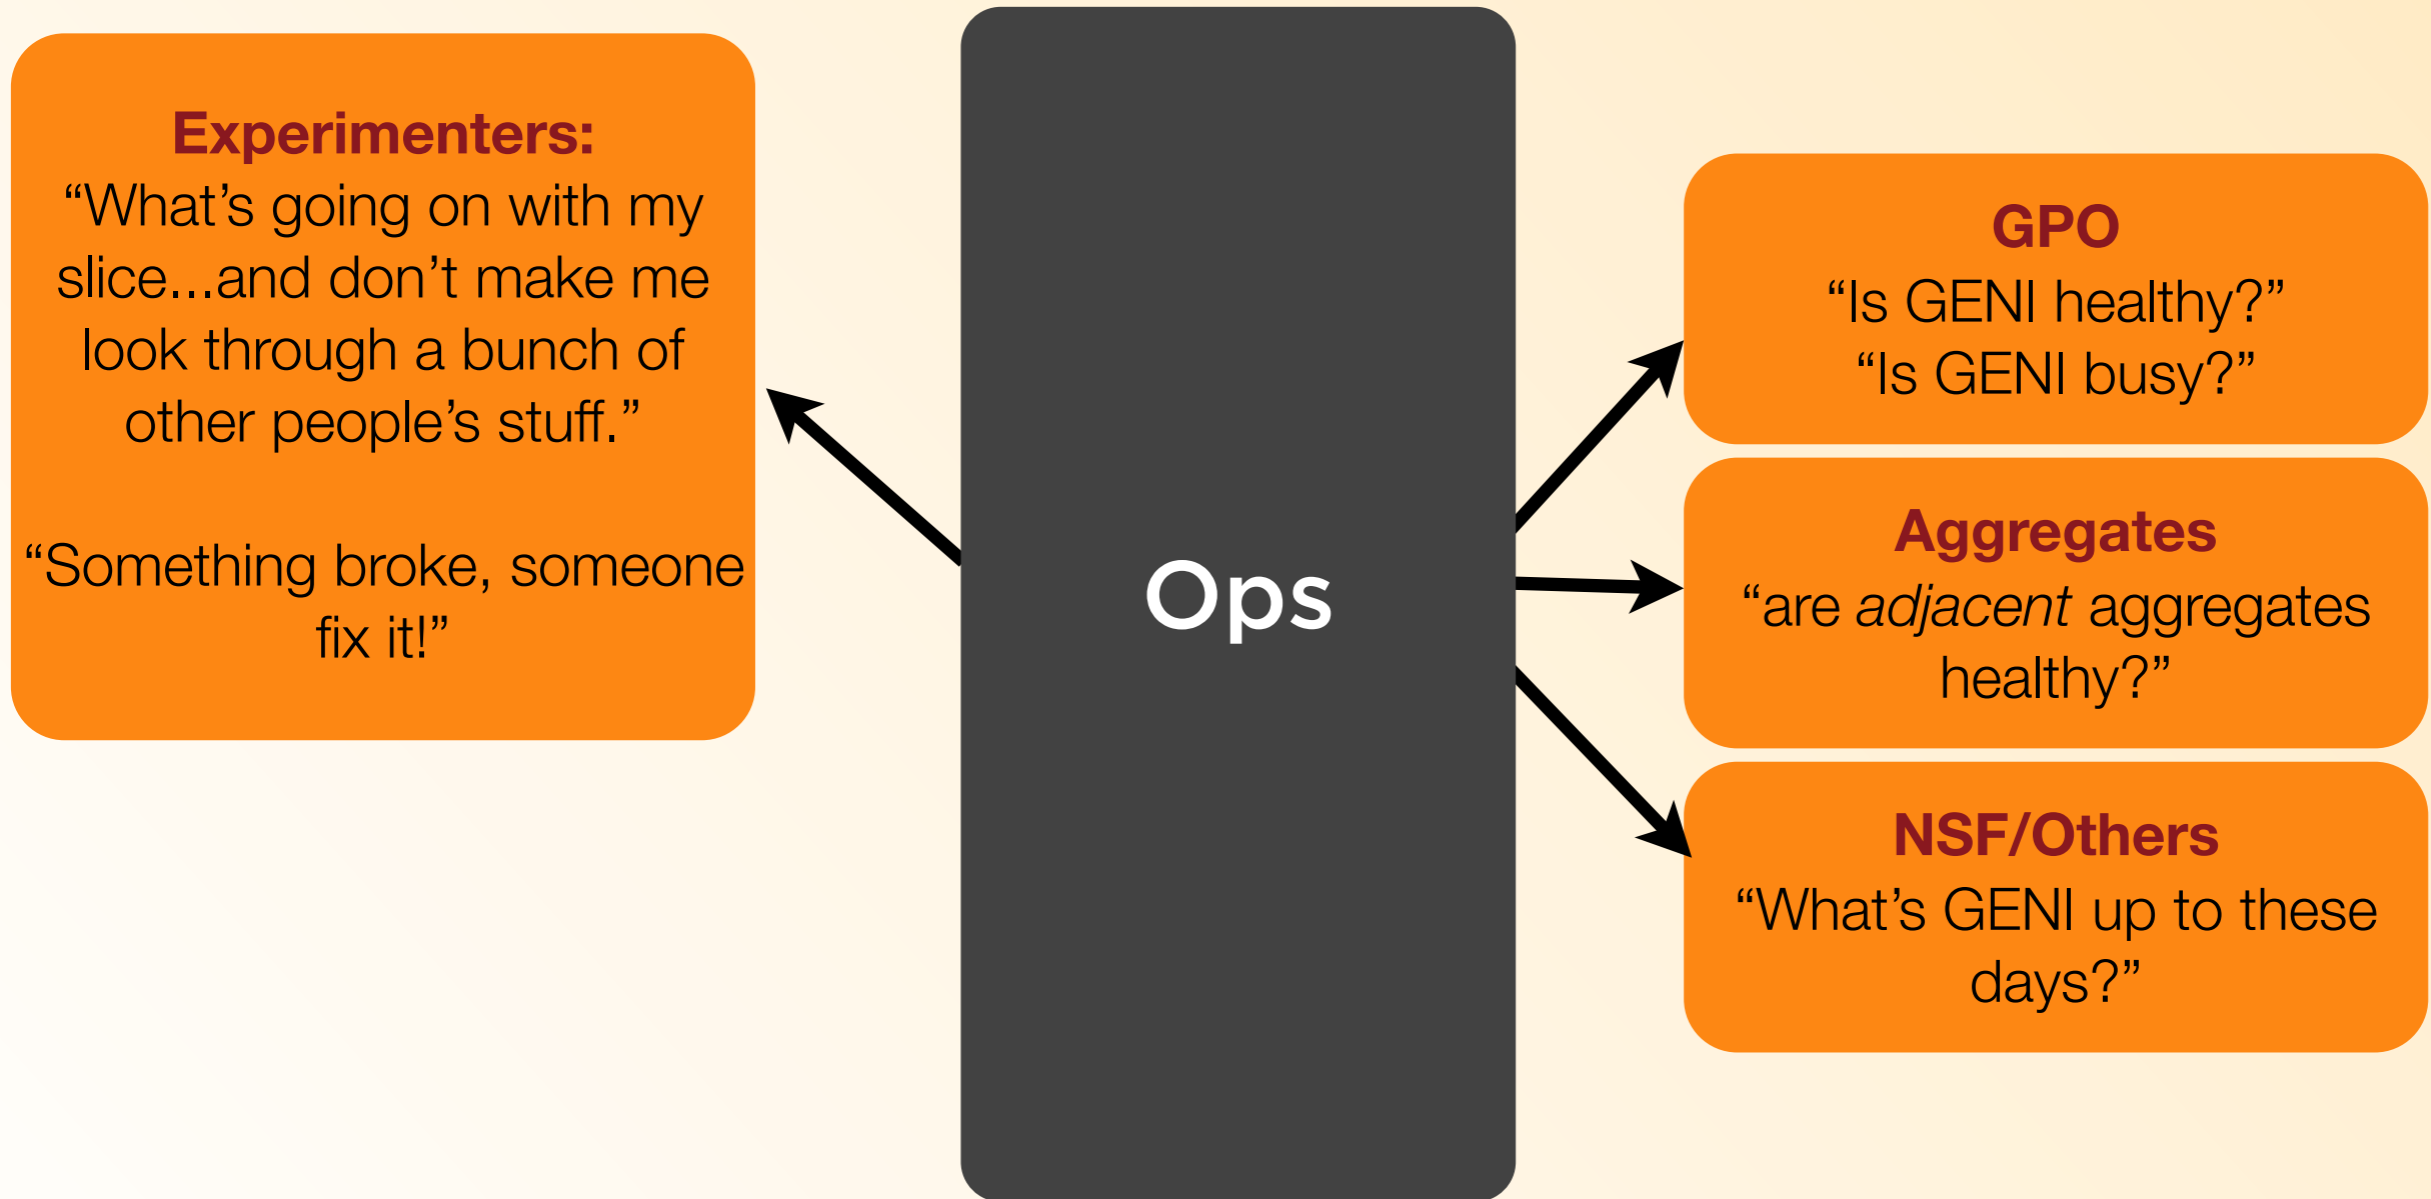 Experimenters:
“What’s going on with my
slice...and don’t make me
look through a bunch of
other people’s stuff.”
“Something broke, someone
fix it!”
Ops
GPO
“Is GENI healthy?”
“Is GENI busy?”
Aggregates
“are adjacent aggregates
healthy?”
NSF/Others
“What’s GENI up to these
days?”